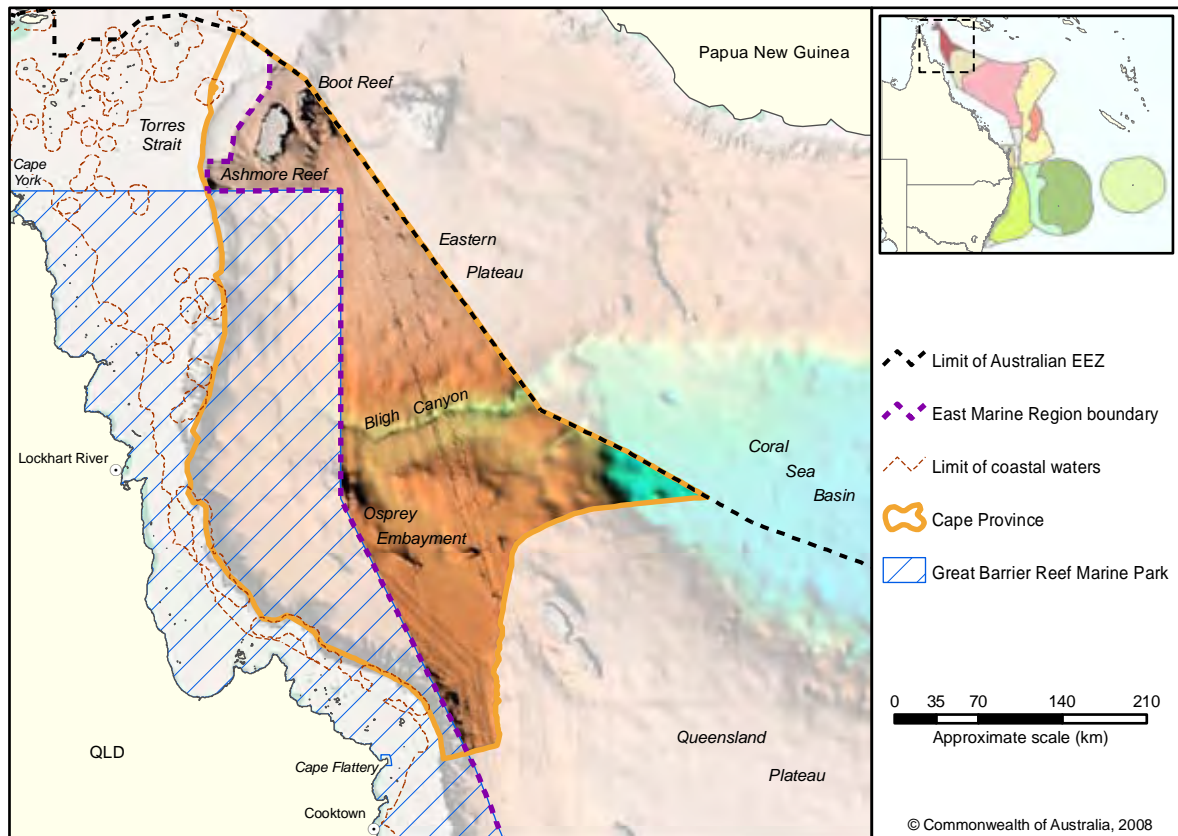 Papua New Guinea
Boot Reef
Torres
Strait
Cape
York
Ashmore Reef
Eastern
Plateau
Bligh Canyon
Lockhart River
Coral
Sea
Basin
Osprey
Embayment
QLD
Queensland
Plateau
Cape Flattery
Cooktown
Limit of Australian EEZ
East Marine Region boundary
Limit of coastal waters
Cape Province
Great Barrier Reef Marine Park
0 35 70 140 210
Approximate scale (km)
© Commonwealth of Australia, 2008